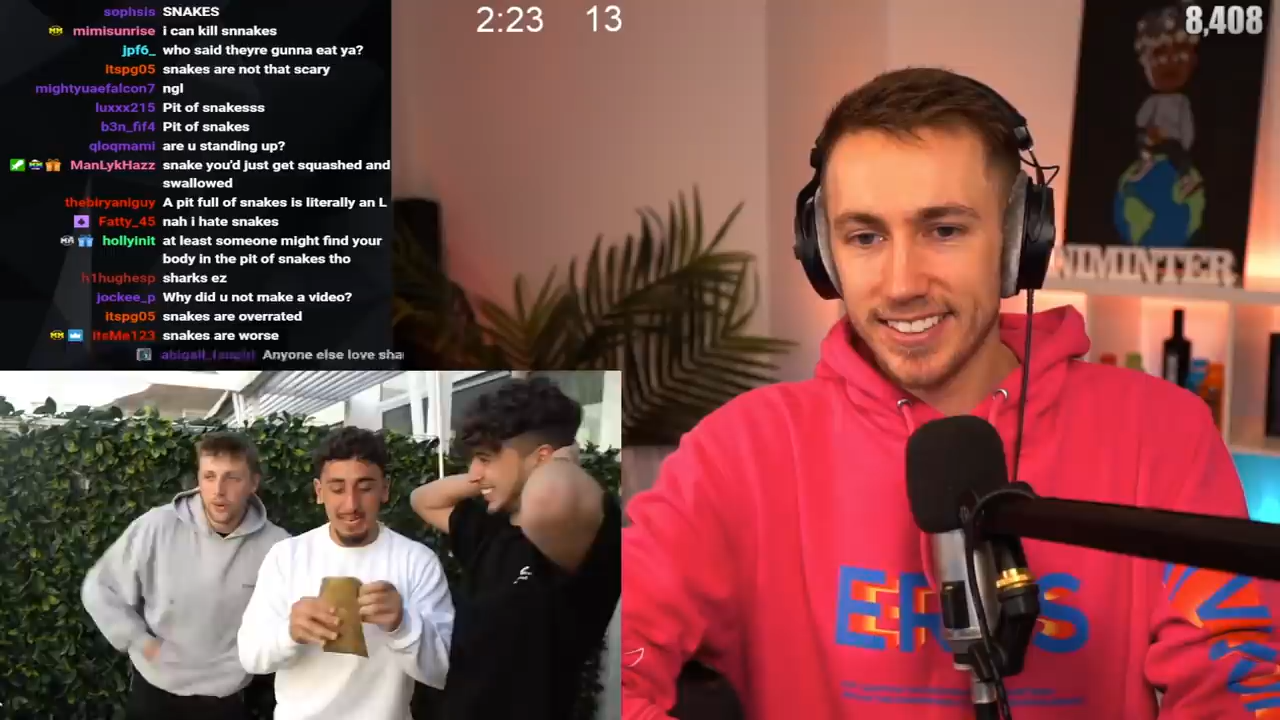 sophsis SNAKES
mimisunrise i can kill snnakes
jpf6_ who said theyre gunna eat ya?
itspg05 snakes are not that scary
mightyuaefalcon7 ngl
luxxx215 Pit of snakesss
b3n_fif4 Pit of snakes
qloqmami are u standing up?
ManLykHazz snake you'd just get squashed and
swallowed
thebiryaniguy A pit full of snakes is literally an L
Fatty_45 nah i hate snakes
hollyinit at least someone might find your
body in the pit of snakes tho
h1hughesp sharks ez
jockee_p Why did u not make a video?
itspg05 snakes are overrated
itsMe123 snakes are worse
Anyone else love sha
2:23 13
8,408
NIMINTER